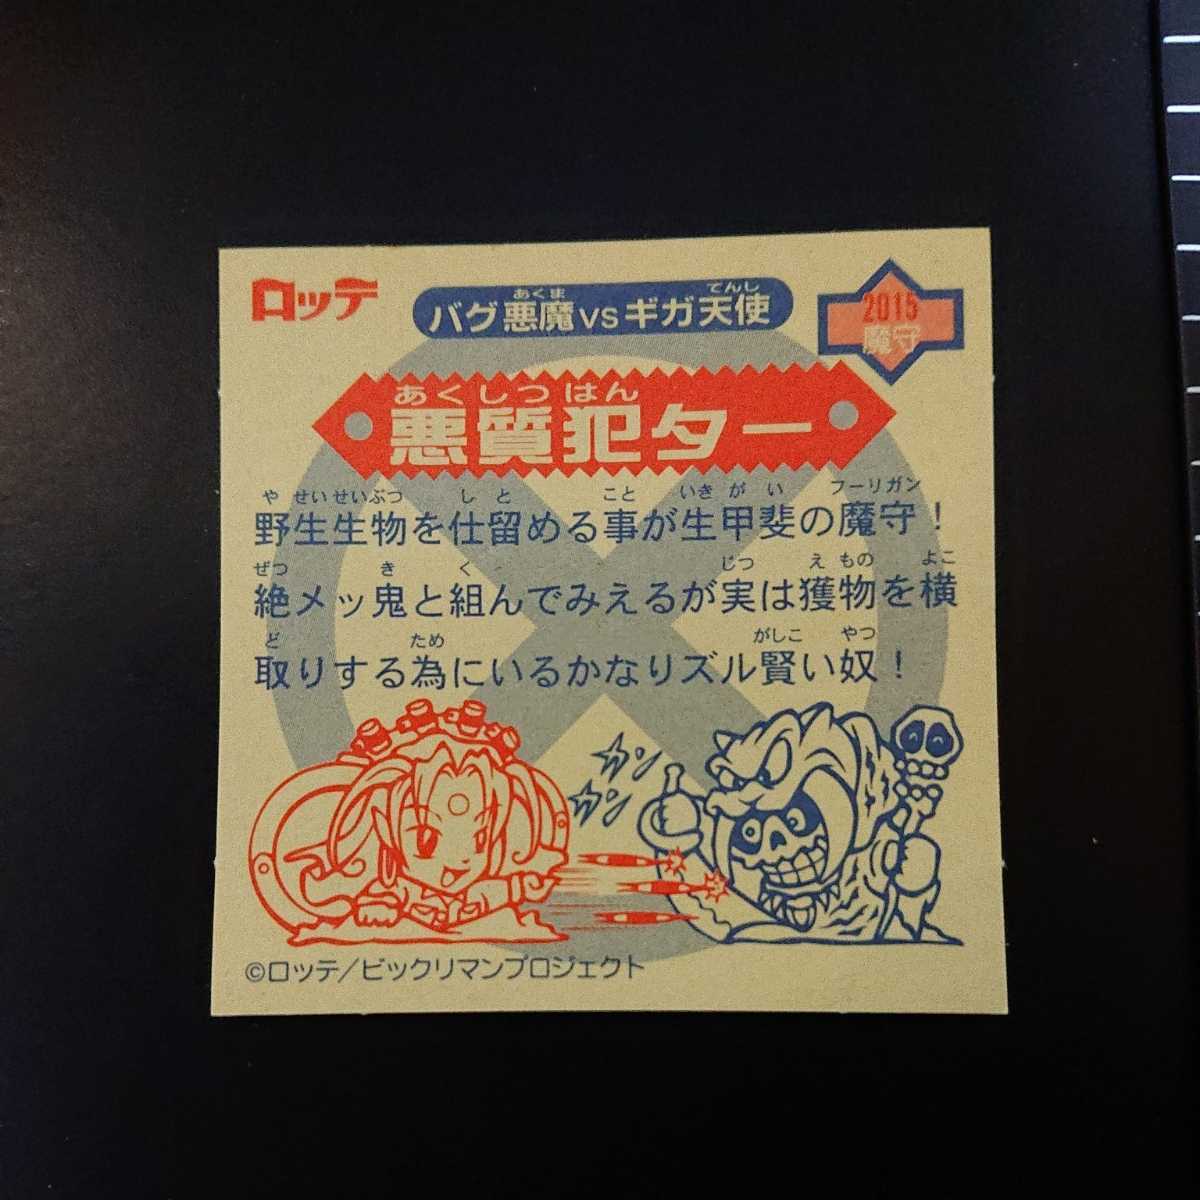 ロッテ
あくま てんし
バグ悪魔vsギガ天使
2015
魔守
あくしつはん
悪質犯ター
や せいせいぶつ し と こと いき が い フーリガン
野生生物を仕留める事が生甲斐の魔守！
ぜつ き く じつ え もの よこ
絶メッ鬼と組んでみえるが実は獲物を横
ど ため がしこ やつ
取りする為にいるかなりズル賢い奴！
カン
カン
©ロッテ/ビックリマンプロジェクト